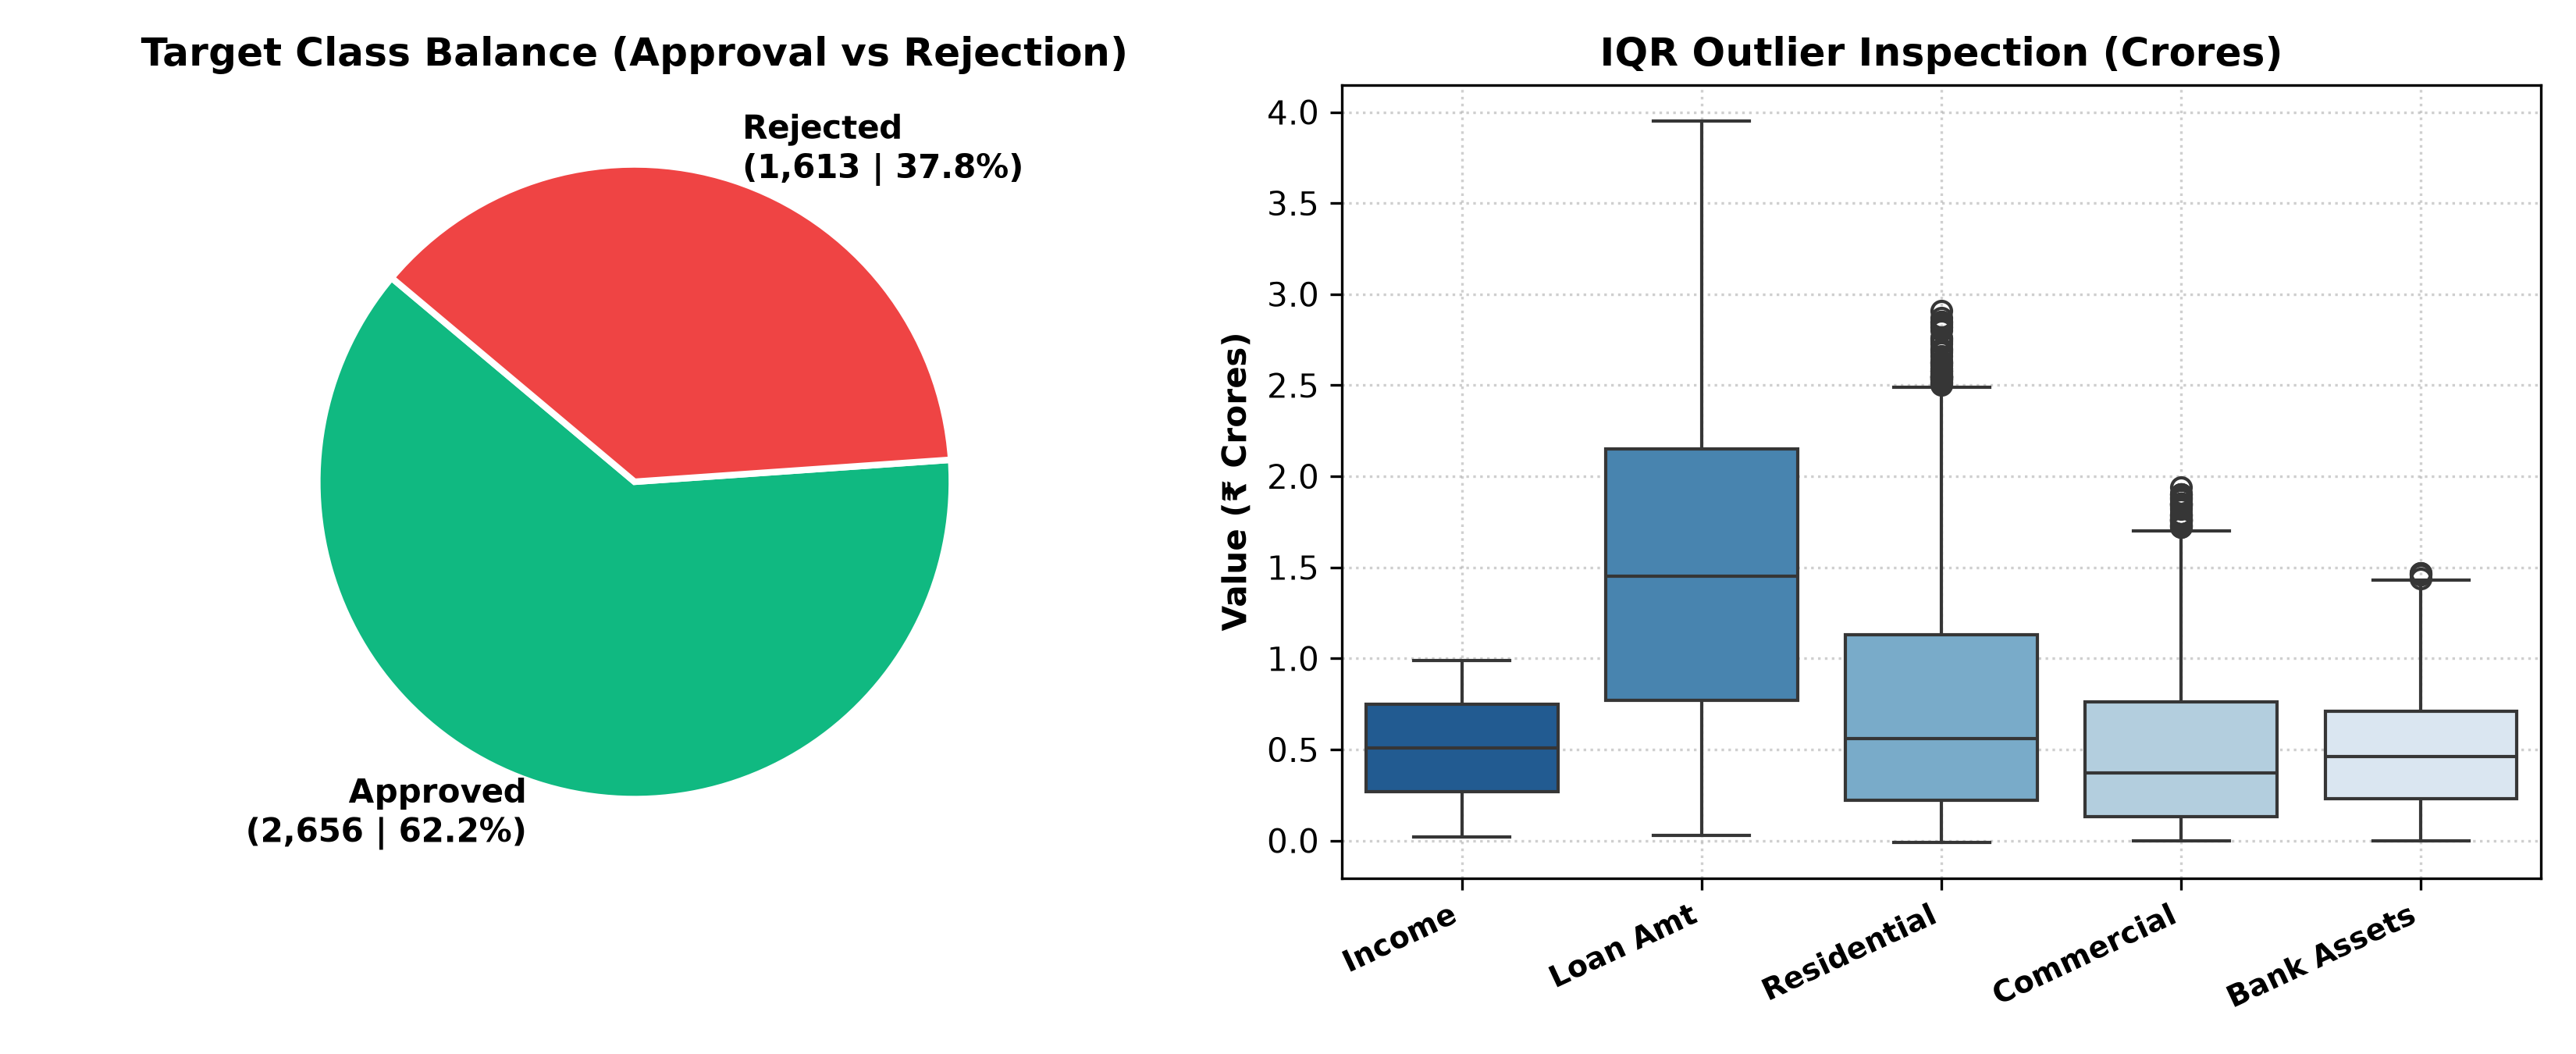 Target Class Balance (Approval vs Rejection)
Rejected
(1,613 | 37.8%)
Approved
(2,656 | 62.2%)
IQR Outlier Inspection (Crores)
Value (₹ Crores)
4.0
3.5
3.0
2.5
2.0
1.5
1.0
0.5
0.0
Income
Loan Amt
Residential
Commercial
Bank Assets